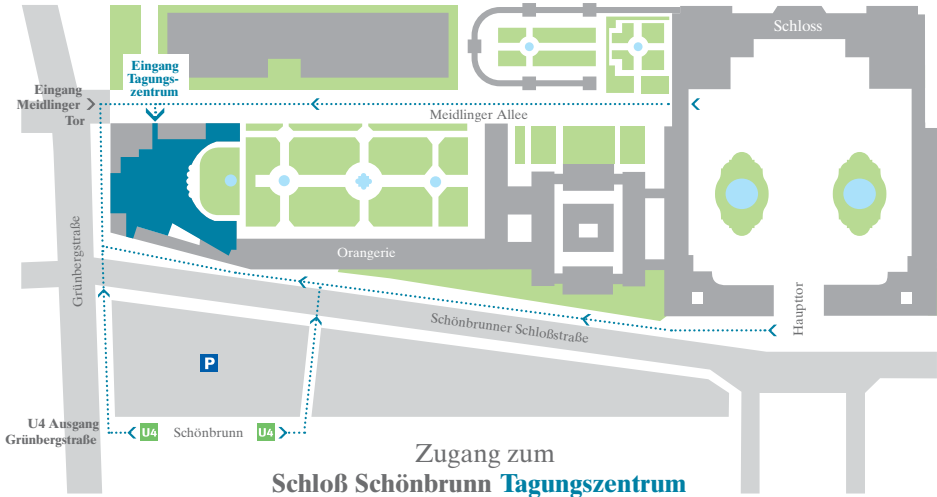 Schloss
Eingang
Tagungs-
zentrum
Eingang
Meidlinger
Tor
Meidlinger Allee
Orangerie
Grünbergstraße
Schönbrunner Schloßstraße
Haupttor
P
U4 Ausgang
Grünbergstraße
U4 Schönbrunn U4
Zugang zum
Schloß Schönbrunn Tagungszentrum